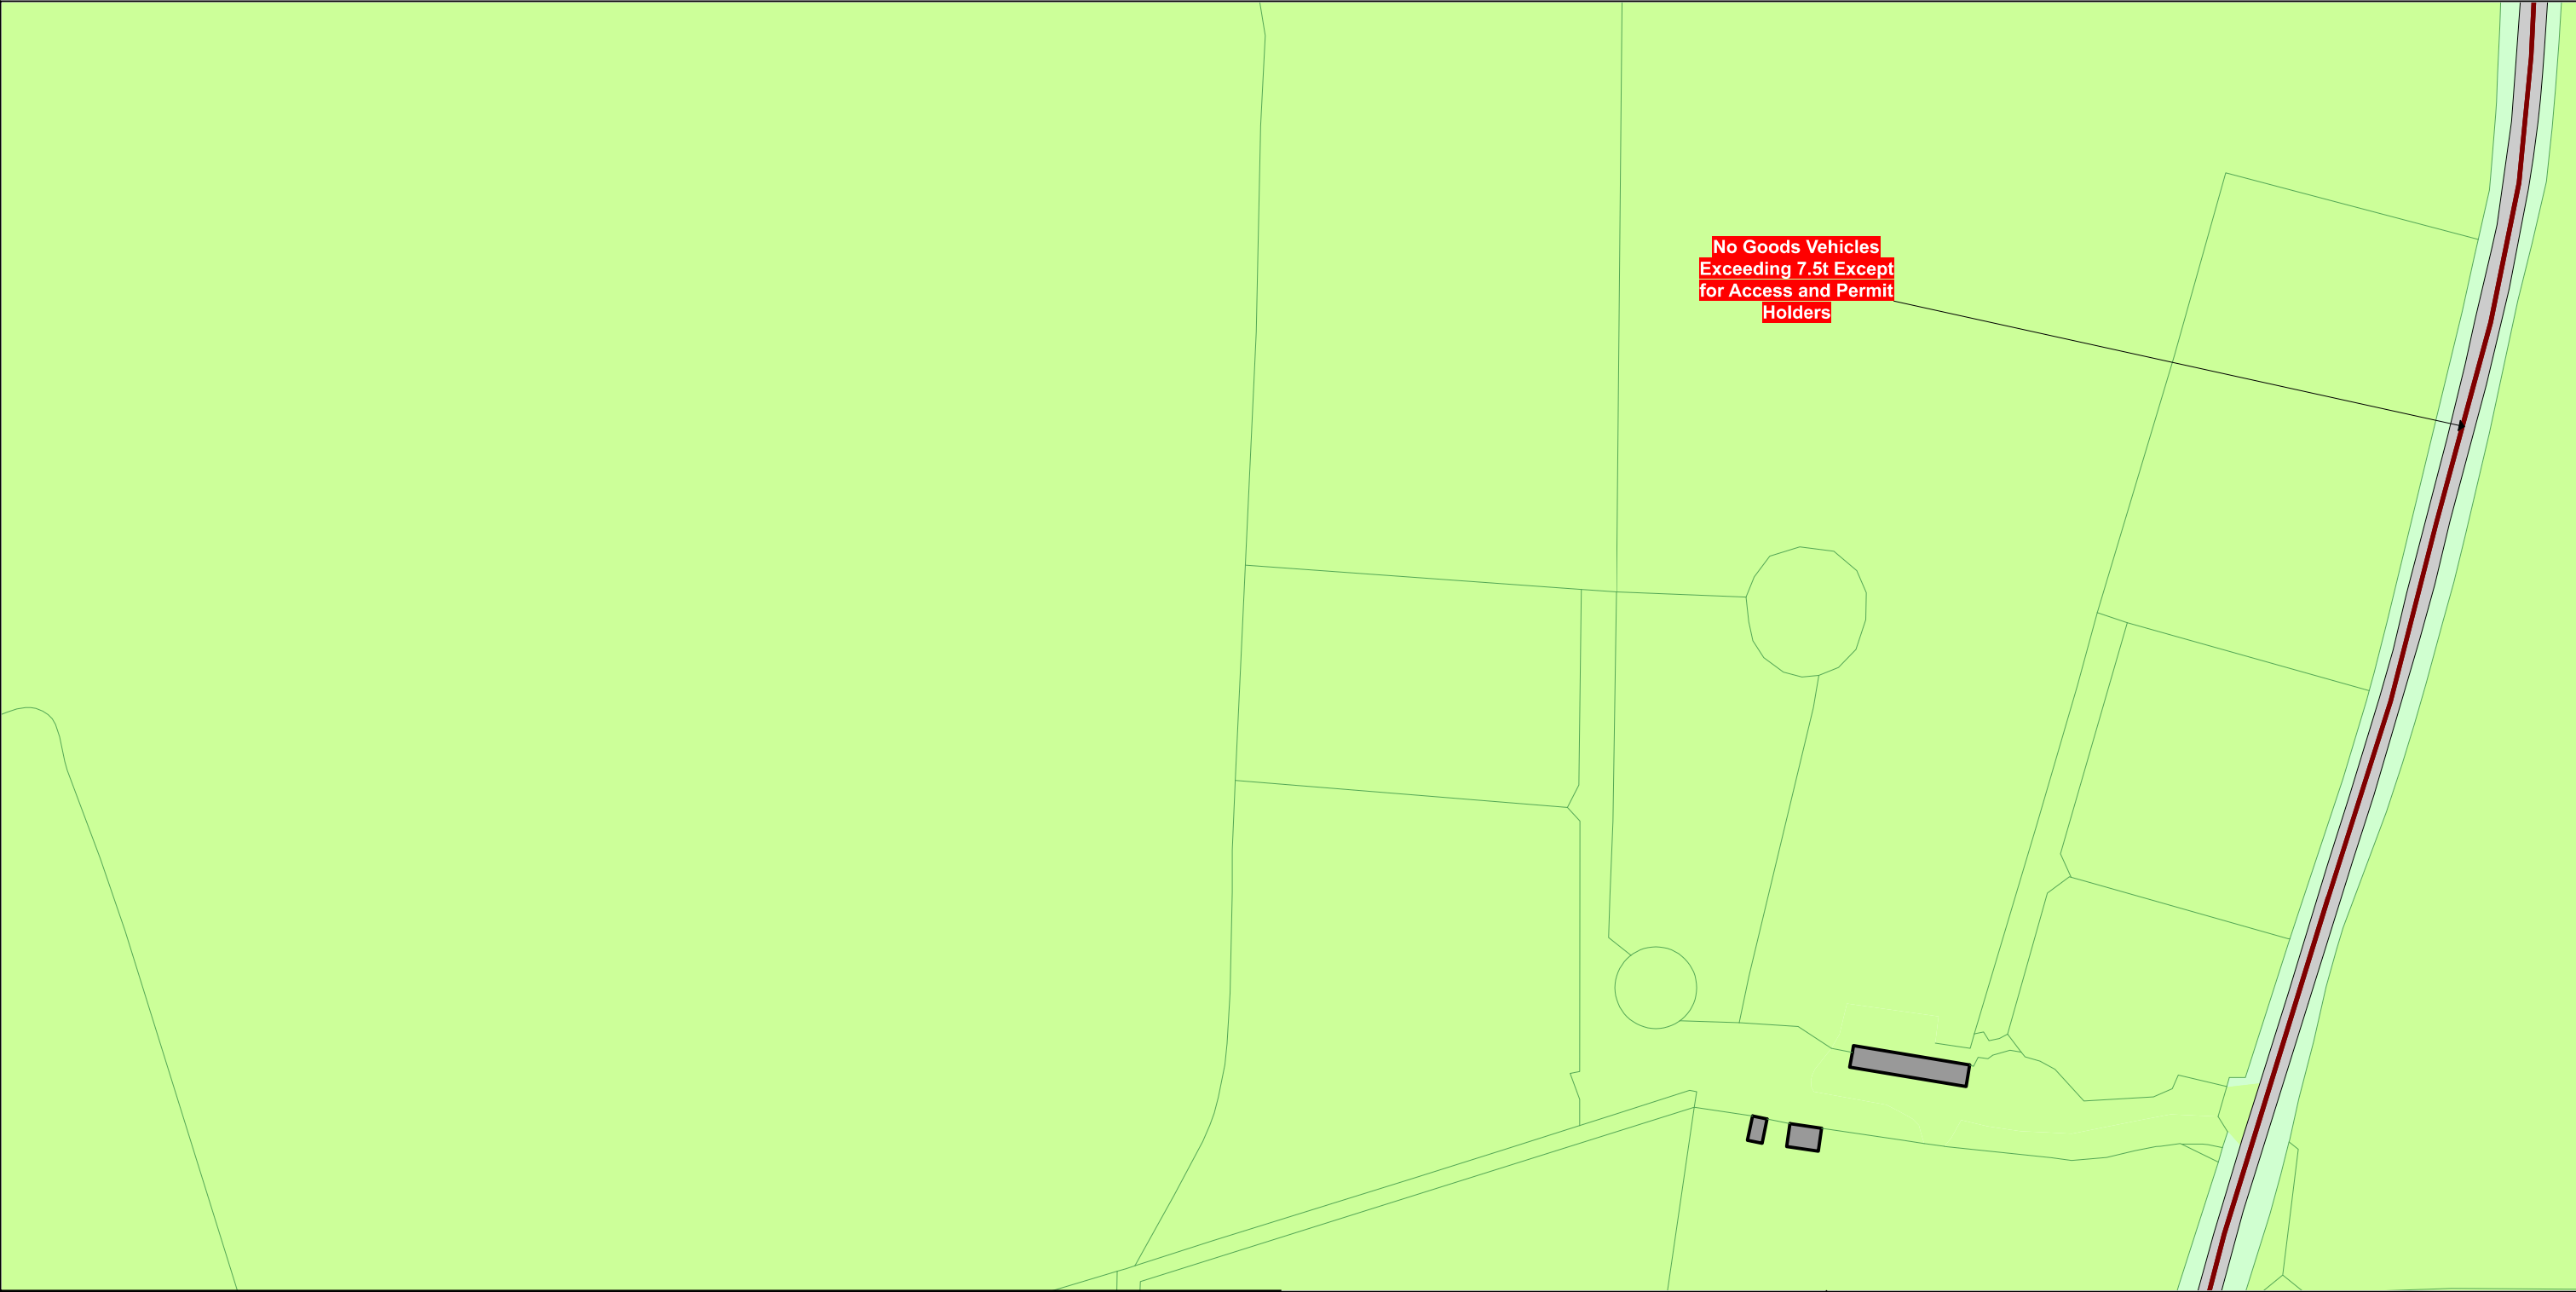 No Goods Vehicles
Exceeding 7.5t Except
for Access and Permit
Holders